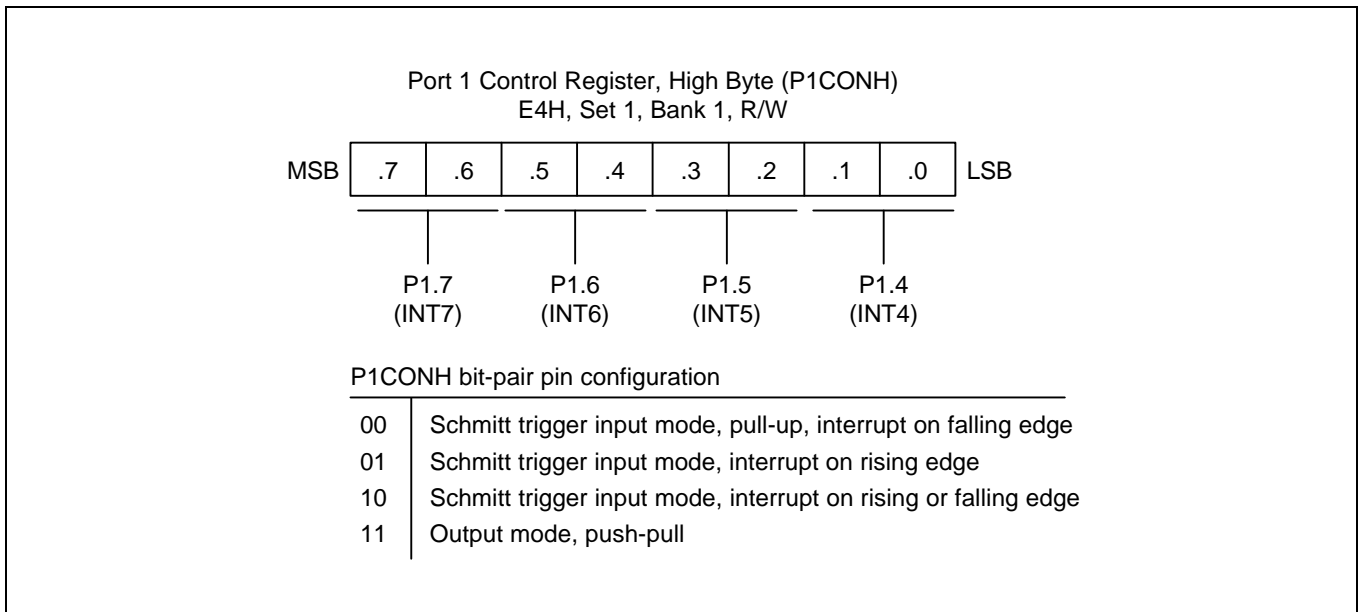 Port 1 Control Register, High Byte (P1CONH)
E4H, Set 1, Bank 1, R/W
MSB .7 .6 .5 .4 .3 .2 .1 .0 LSB
P1.7 P1.6 P1.5 P1.4
(INT7) (INT6) (INT5) (INT4)
P1CONH bit-pair pin configuration
00 Schmitt trigger input mode, pull-up, interrupt on falling edge
01 Schmitt trigger input mode, interrupt on rising edge
10 Schmitt trigger input mode, interrupt on rising or falling edge
11 Output mode, push-pull